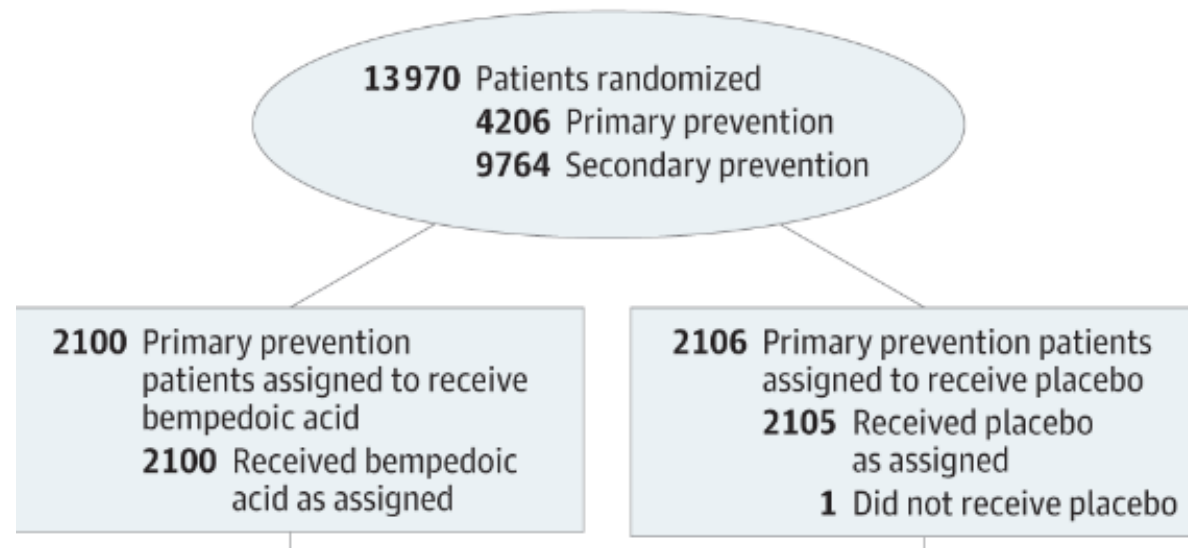 13 970 Patients randomized
4206 Primary prevention
9764 Secondary prevention
2100 Primary prevention
patients assigned to receive
bempedoic acid
2100 Received bempedoic
acid as assigned
2106 Primary prevention patients
assigned to receive placebo
2105 Received placebo
as assigned
1 Did not receive placebo